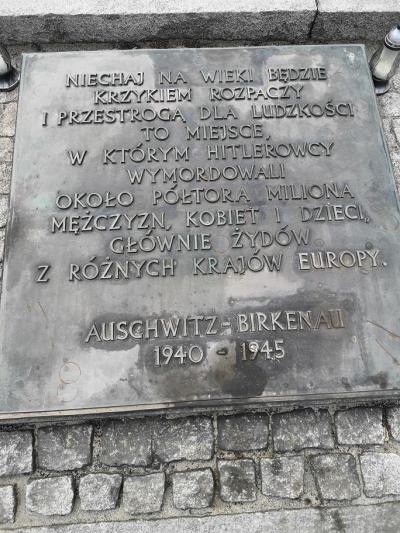 NIECHAJ NA WIEKI BĘDZIE
KRZYKIEM ROZPACZY
I PRZESTROGĄ DLA LUDZKOŚCI
TO MIEJSCE,
W KTÓRYM HITLEROWCY
WYMORDOWALI
OKOŁO PÓŁTORA MILIONA
MĘŻCZYZN, KOBIET I DZIECI,
GŁÓWNIE ŻYDÓW
Z RÓŻNYCH KRAJÓW EUROPY.
AUSCHWITZ - BIRKENAU
1940 - 1945